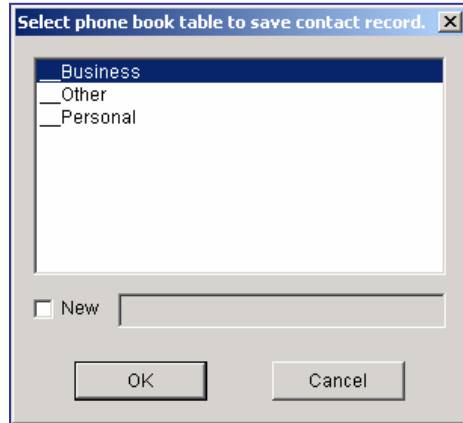 Select phone book table to save contact record.
__Business
__Other
__Personal
New
OK
Cancel